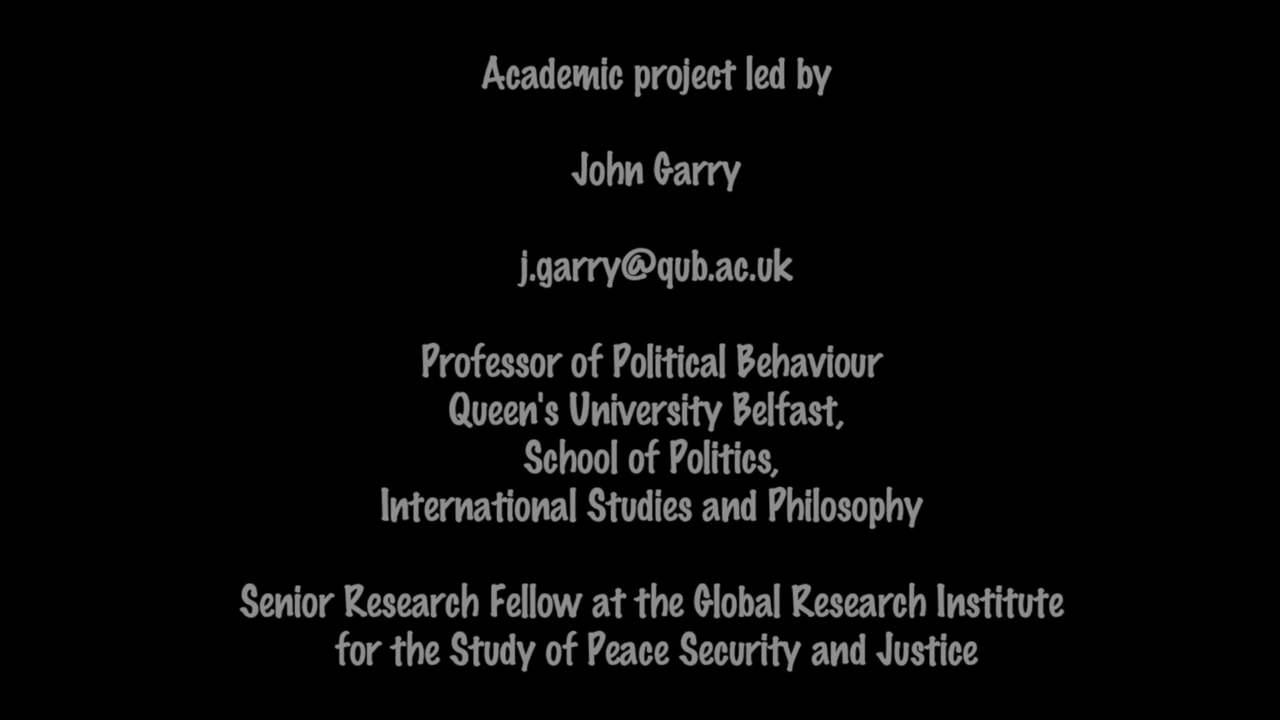 Academic project led by
John Garry
j.garry@qub.ac.uk
Professor of Political Behaviour
Queen's University Belfast,
School of Politics,
International Studies and Philosophy
Senior Research Fellow at the Global Research Institute
for the Study of Peace Security and Justice